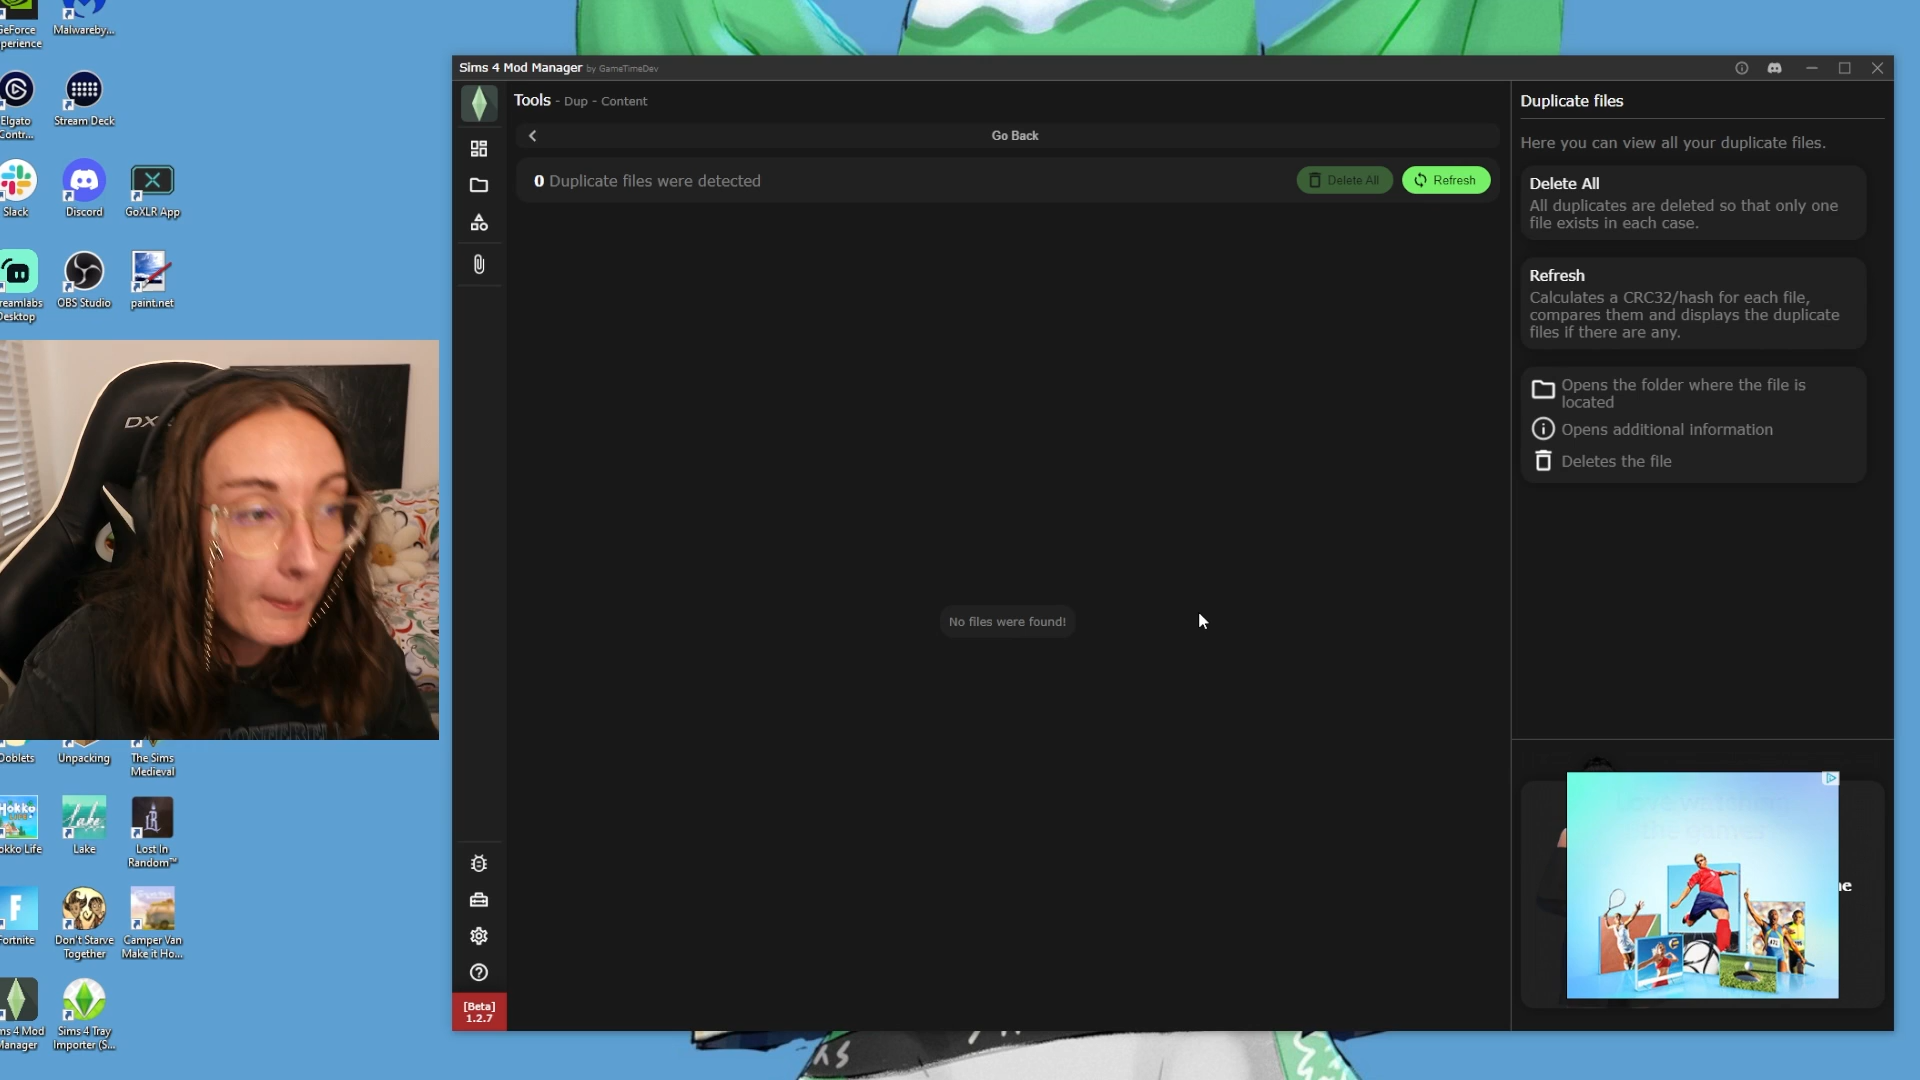 GeForce
perience
Malwareby...
Elgato
Contr...
Stream Deck
Slack
Discord
GoXLR App
reamlabs
Desktop
OBS Studio
paint.net
DX
Ooblets
Unpacking
The Sims
Medieval
Hokko
okko Life
Lake
Lake
Lost In
Random™
Fortnite
Don't Starve
Together
Camper Van
Make it Ho...
ms 4 Mod
Manager
Sims 4 Tray
Importer (S...
Sims 4 Mod Manager by GameTimeDev
Tools - Dup - Content
Go Back
0 Duplicate files were detected
Delete All
Refresh
No files were found!
[Beta]
1.2.7
Duplicate files
Here you can view all your duplicate files.
Delete All
All duplicates are deleted so that only one
file exists in each case.
Refresh
Calculates a CRC32/hash for each file,
compares them and displays the duplicate
files if there are any.
Opens the folder where the file is
located
Opens additional information
Deletes the file